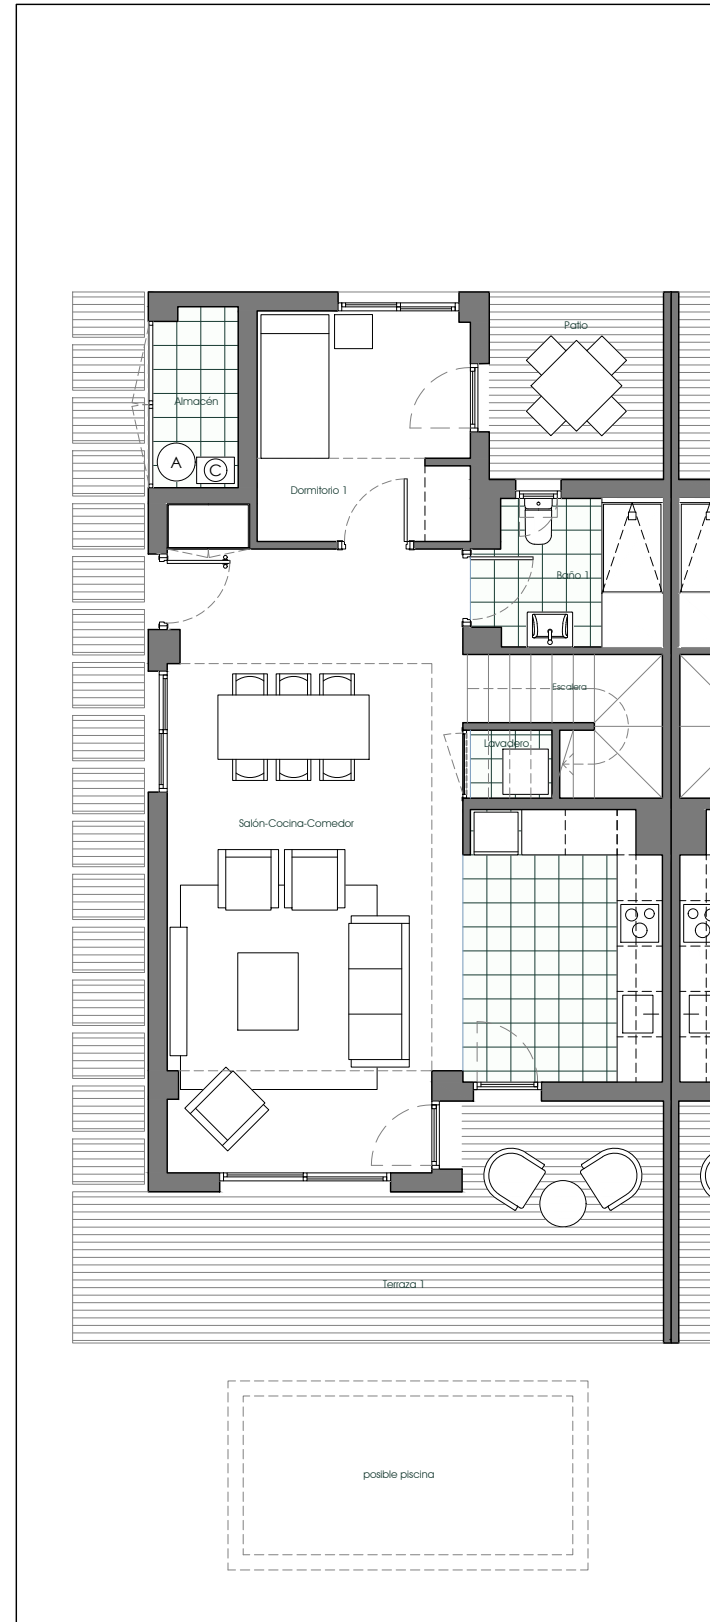 Patio
Almacén
A
C
Dormitorio 1
Baño 1
Escalera
Lavadero
Salón-Cocina-Comedor
Terraza 1
posible piscina